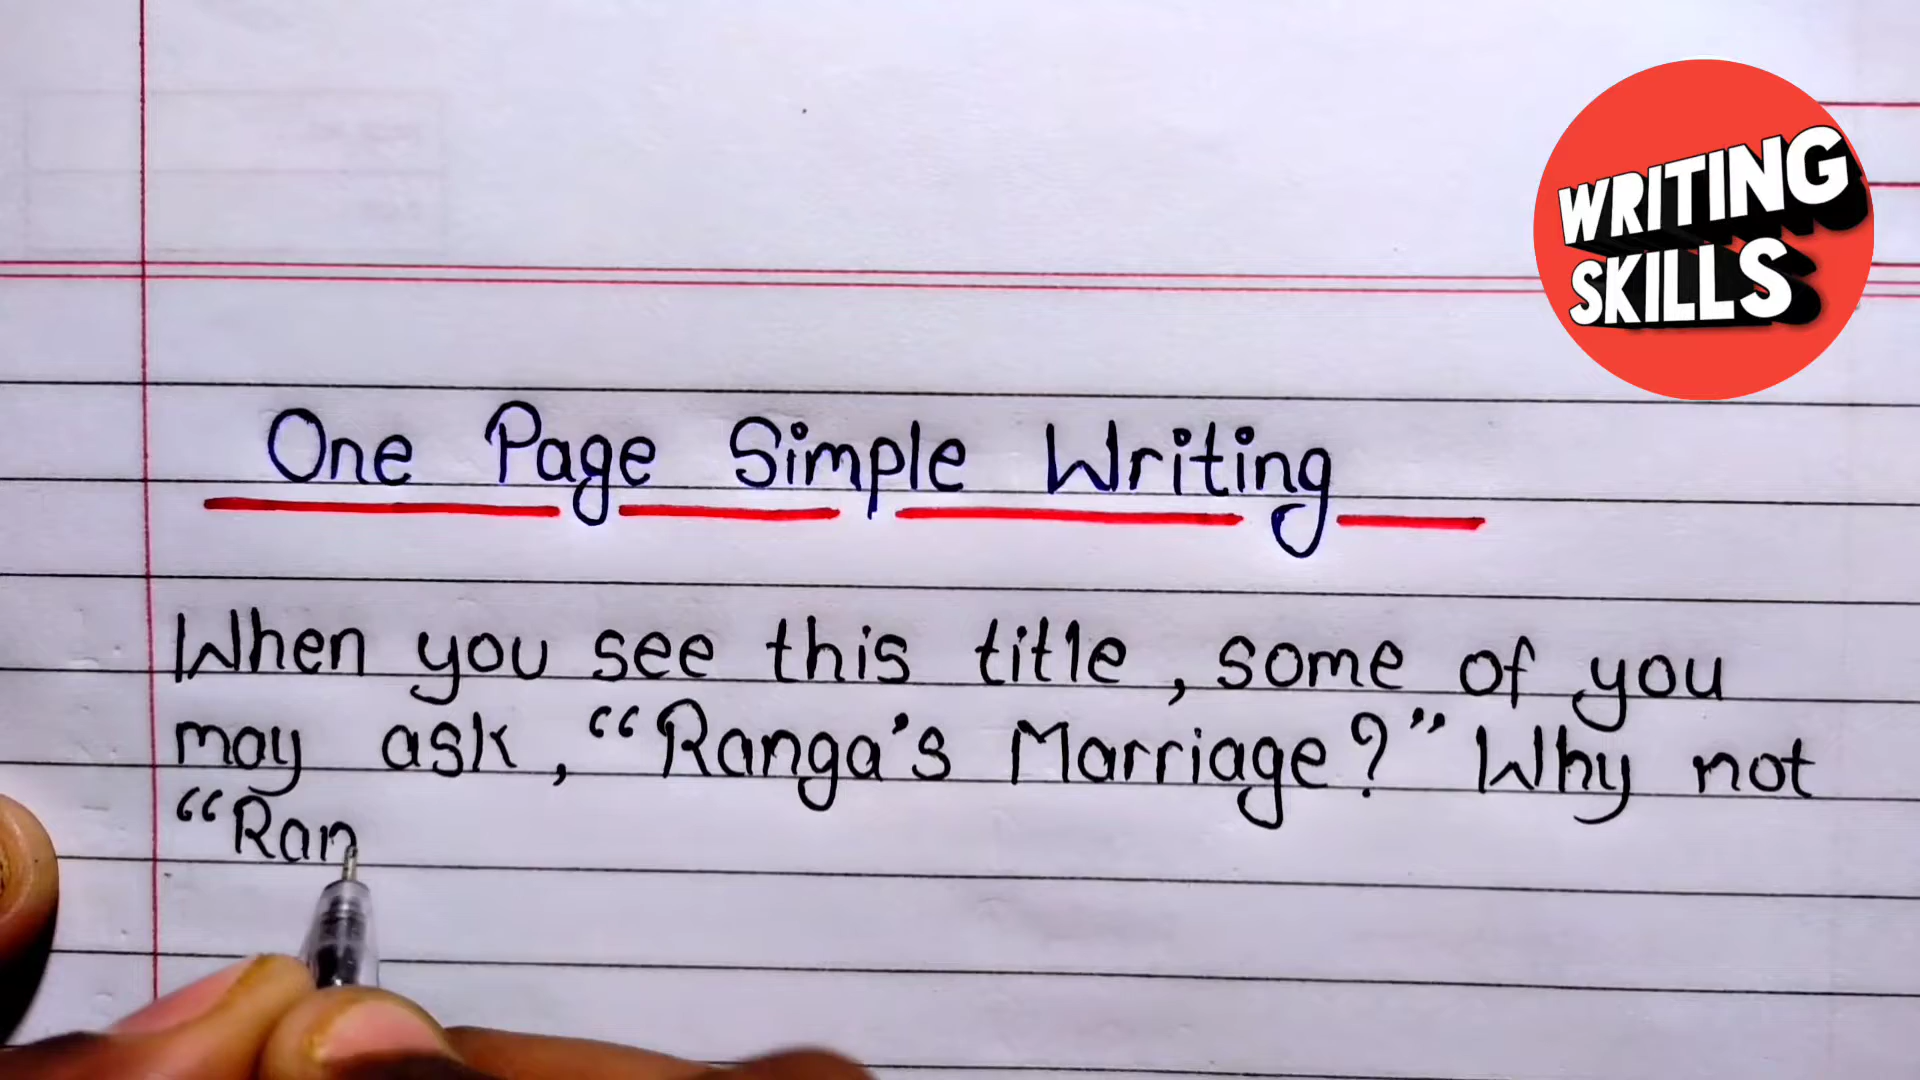 WRITING
SKILLS
One Page Simple Writing
When you see this title, some of you
may ask, “Ranga's Marriage?” Why not
“Ran